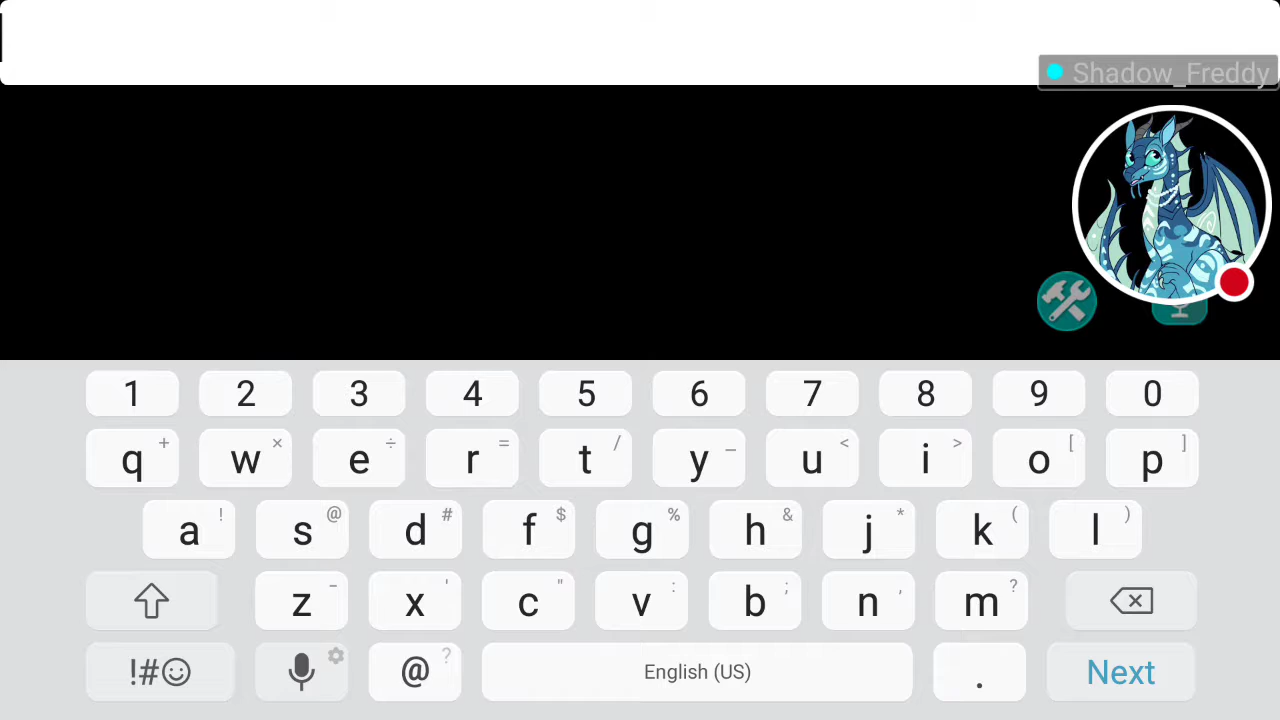 Shadow_Freddy
1 2 3 4 5 6 7 8 9 0
q + w × e ÷ r = t / y _ u < i > o [ p ]
a ! s @ d # f $ g % h & j * k ( l )
z - x ' c " v : b ; n , m ?
!#☺ @ ? English (US) . Next